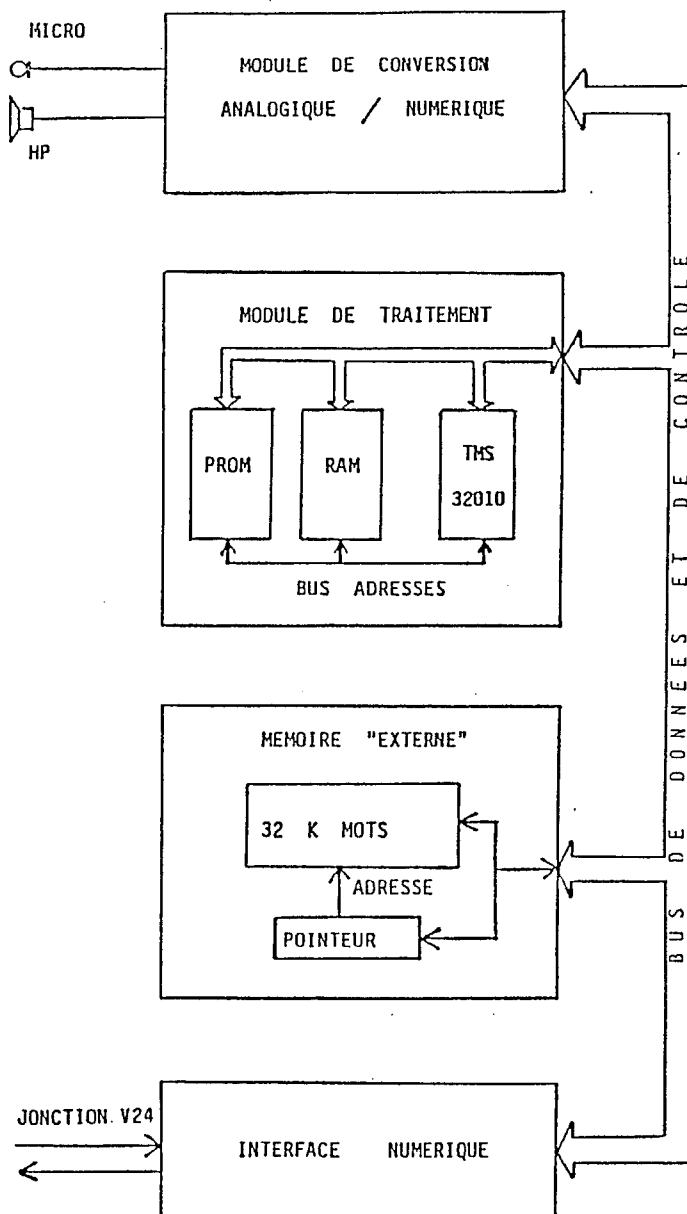 MICRO
HP
MODULE DE CONVERSION
ANALOGIQUE / NUMERIQUE
MODULE DE TRAITEMENT
PROM
RAM
TMS
32010
BUS ADRESSES
MEMOIRE "EXTERNE"
32 K MOTS
ADRESSE
POINTEUR
JONCTION. V24
INTERFACE NUMERIQUE
BUS DE DONNEES ET DE CONTROLE